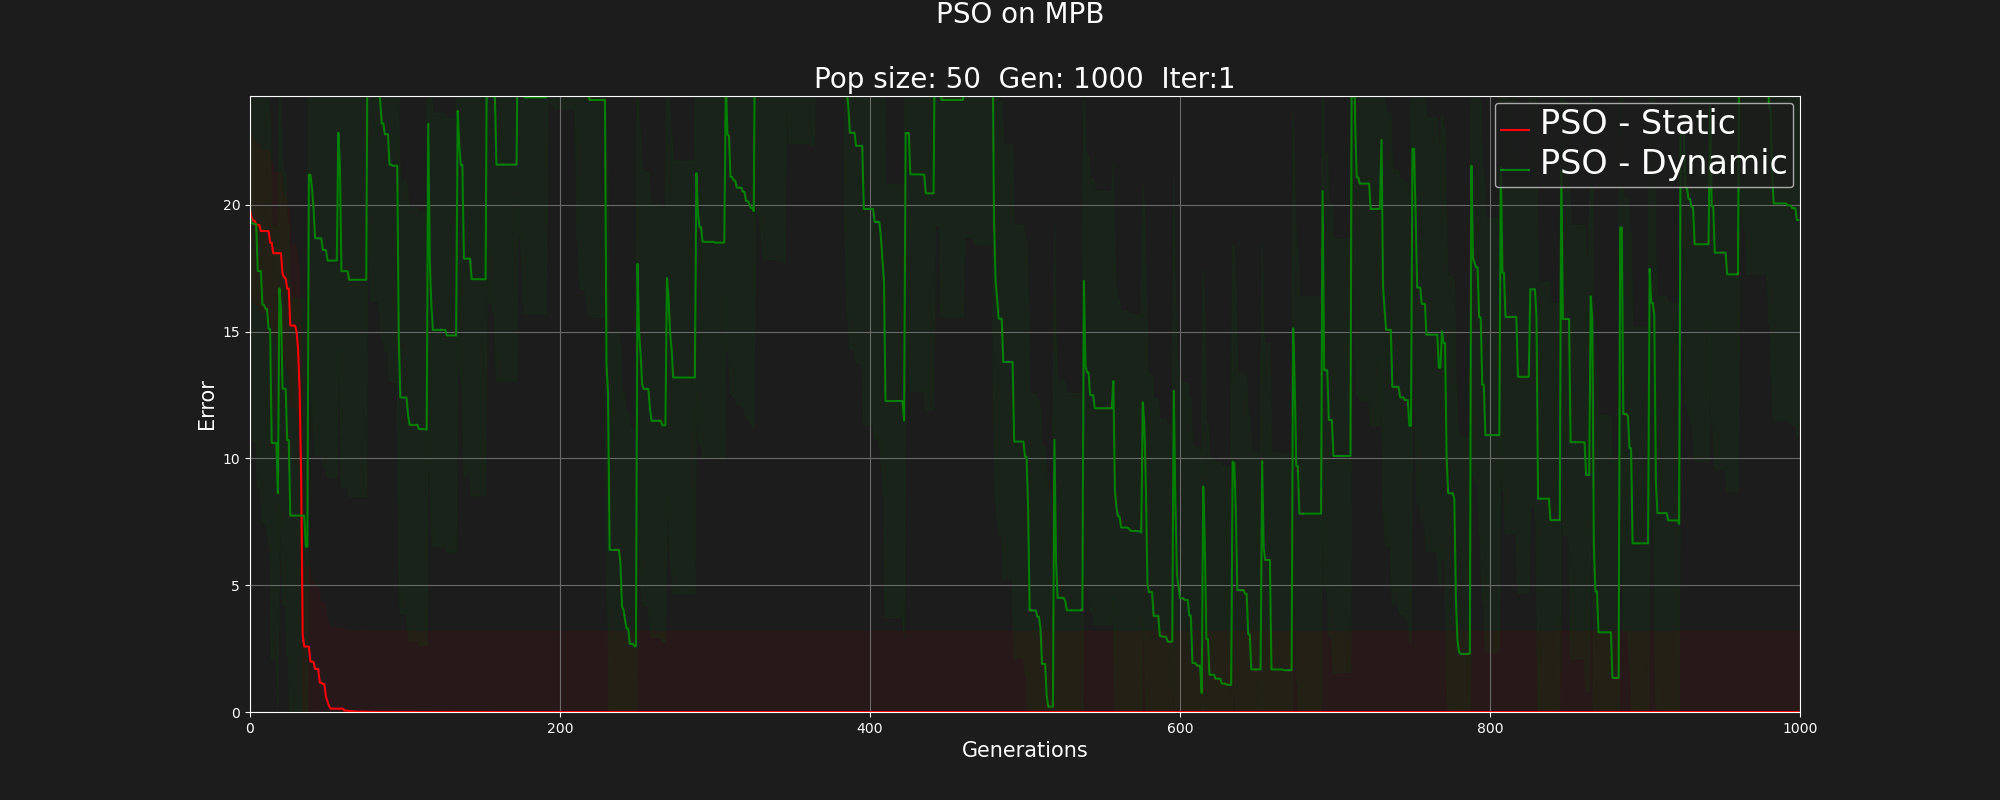 PSO on MPB
Pop size: 50  Gen: 1000  Iter:1
PSO - Static
PSO - Dynamic
Error
20
15
10
5
0
0
200
400
600
800
1000
Generations